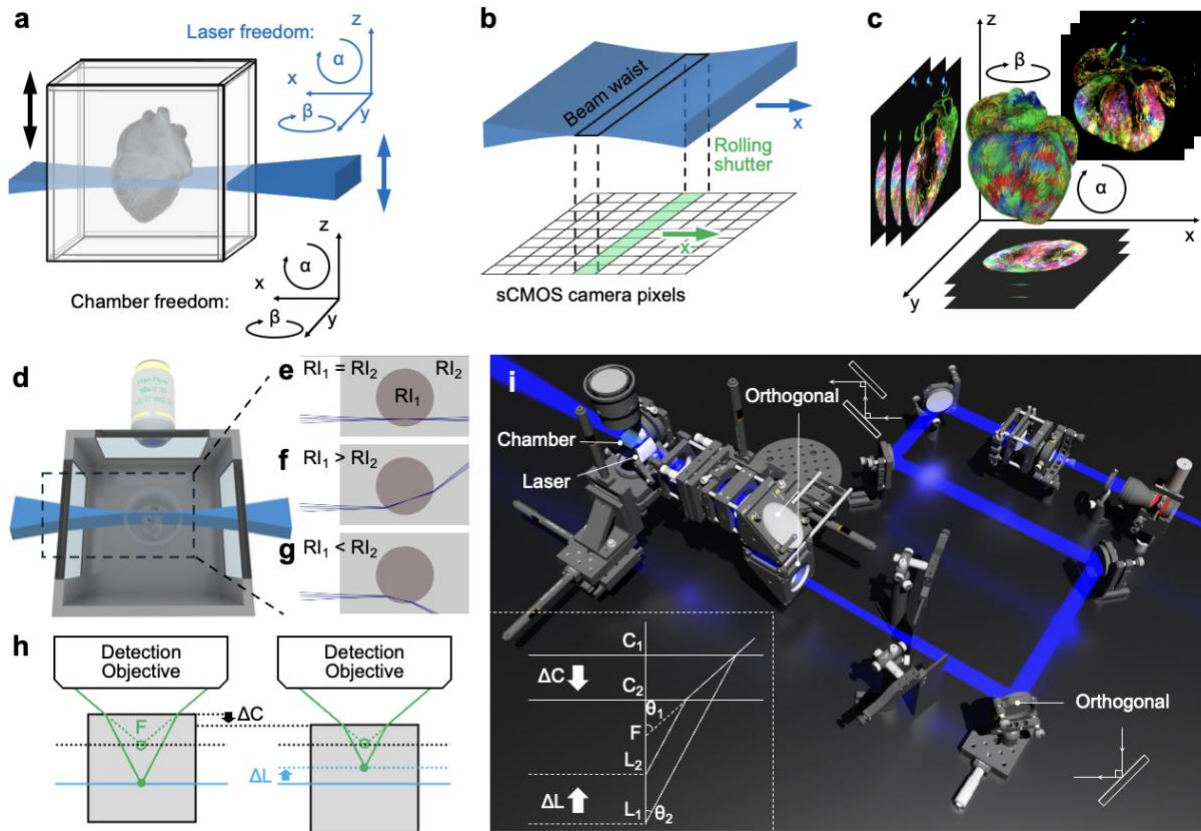 a
Laser freedom:
z
α
x
β
y
z
α
x
β
y
Chamber freedom:
b
Beam waist
x
Rolling
shutter
x
sCMOS camera pixels
c
z
β
α
x
y
d
e
RI₁ = RI₂
RI₂
RI₁
f
RI₁ > RI₂
g
RI₁ < RI₂
h
Detection
Objective
Detection
Objective
F
ΔC
ΔL
i
Orthogonal
Chamber
Laser
Orthogonal
C₁
ΔC
C₂
θ₁
F
L₂
ΔL
L₁
θ₂